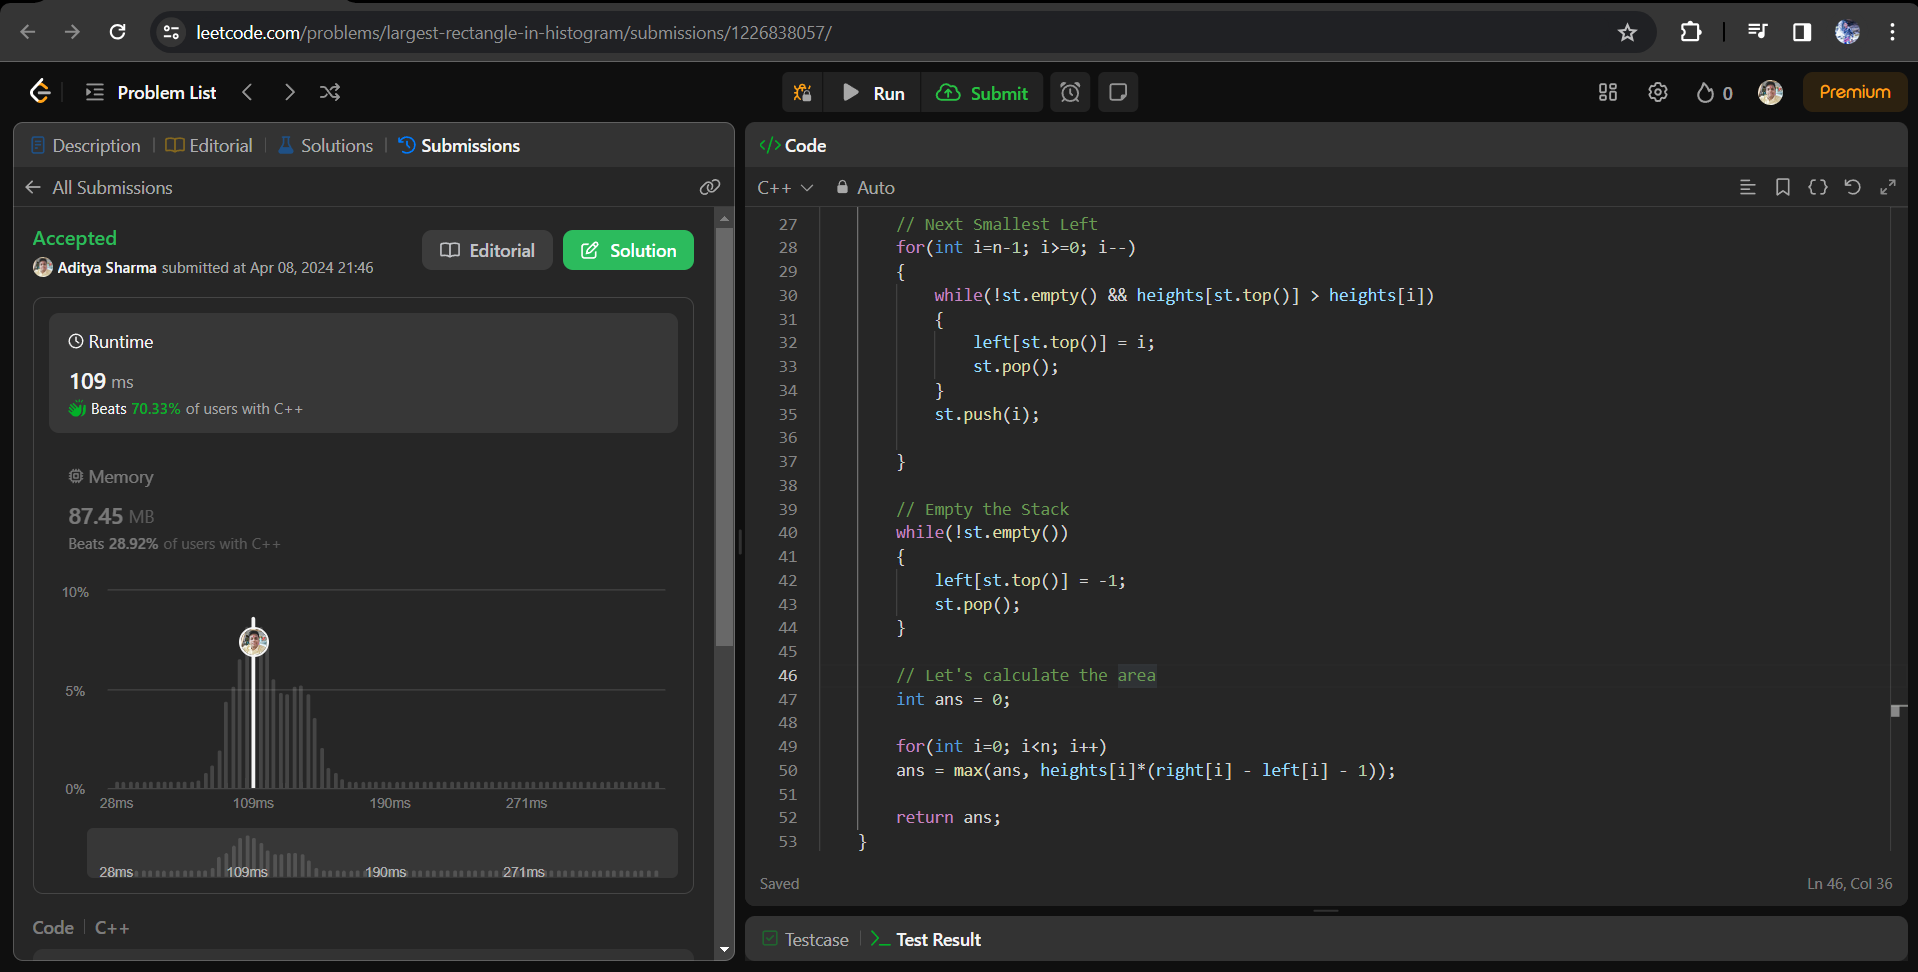 leetcode.com/problems/largest-rectangle-in-histogram/submissions/1226838057/
Problem List
Run
Submit
0
Premium
Description
Editorial
Solutions
Submissions
All Submissions
Accepted
Aditya Sharma submitted at Apr 08, 2024 21:46
Editorial
Solution
Runtime
109 ms
Beats 70.33% of users with C++
Memory
87.45 MB
Beats 28.92% of users with C++
10%
5%
0%
28ms 109ms 190ms 271ms
28ms 109ms 190ms 271ms
Code C++
</> Code
C++ Auto
27 // Next Smallest Left
28 for(int i=n-1; i>=0; i--)
29 {
30 while(!st.empty() && heights[st.top()] > heights[i])
31 {
32 left[st.top()] = i;
33 st.pop();
34 }
35 st.push(i);
36
37 }
38
39 // Empty the Stack
40 while(!st.empty())
41 {
42 left[st.top()] = -1;
43 st.pop();
44 }
45
46 // Let's calculate the area
47 int ans = 0;
48
49 for(int i=0; i<n; i++)
50 ans = max(ans, heights[i]*(right[i] - left[i] - 1));
51
52 return ans;
53 }
Saved
Ln 46, Col 36
Testcase
Test Result